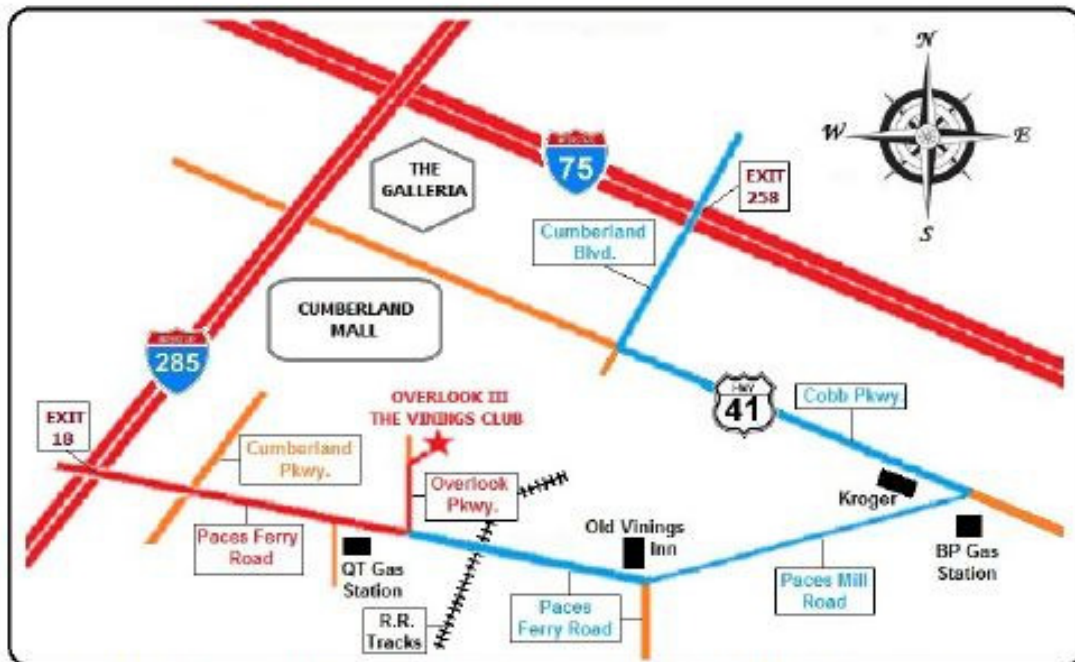 N
W
E
S
THE
GALLERIA
75
EXIT
258
Cumberland
Blvd.
CUMBERLAND
MALL
285
OVERLOOK III
THE VININGS CLUB
HWY
41
Cobb Pkwy.
EXIT
18
Cumberland
Pkwy.
Overlook
Pkwy.
Kroger
Old Vinings
Inn
Paces Ferry
Road
QT Gas
Station
BP Gas
Station
Paces Mill
Road
Paces
Ferry Road
R.R.
Tracks